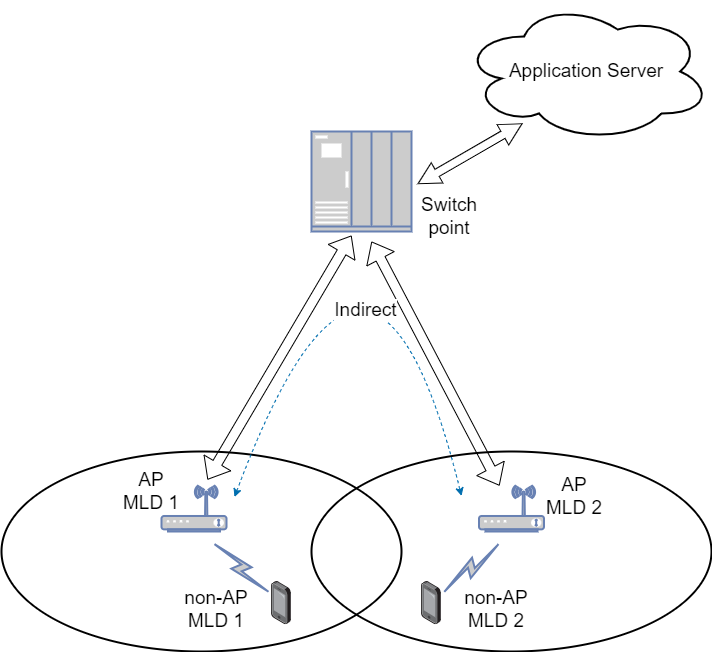 Application Server
Switch
point
Indirect
AP
MLD 1
AP
MLD 2
non-AP
MLD 1
non-AP
MLD 2